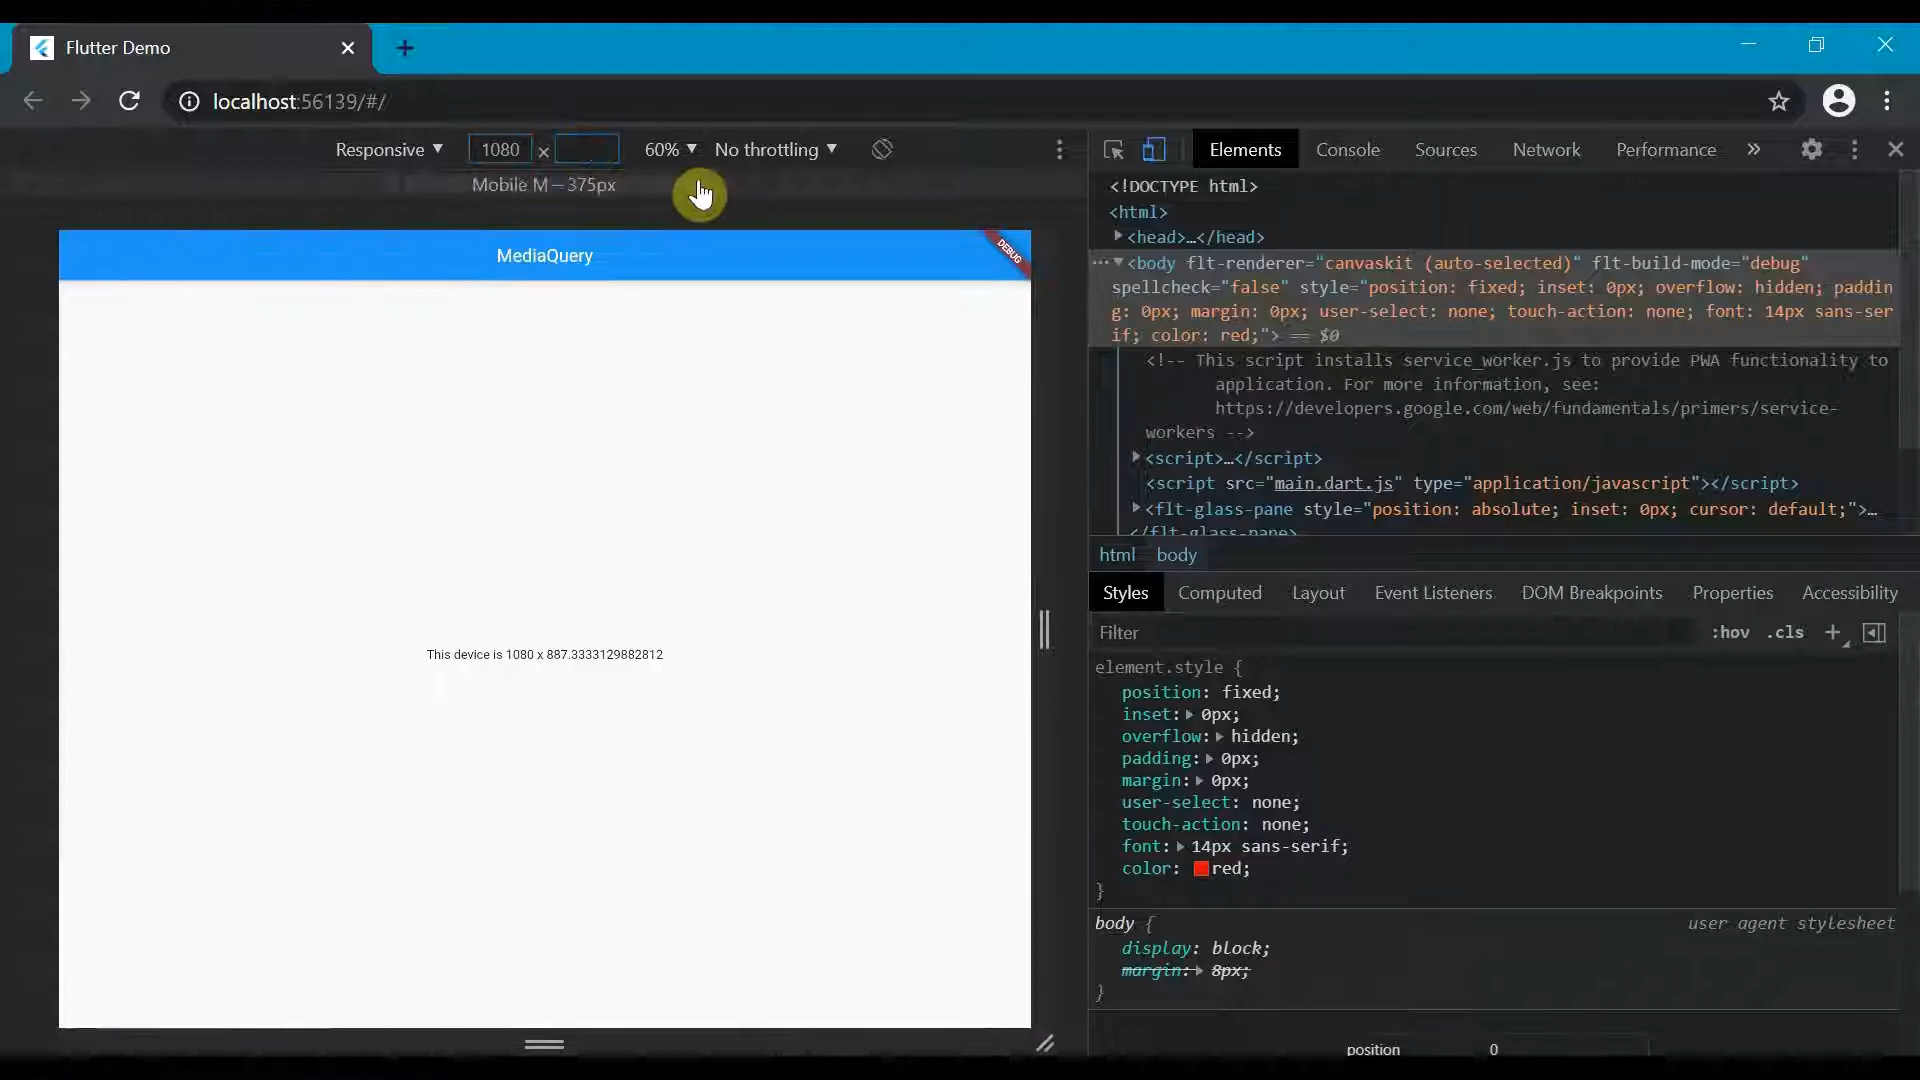 Flutter Demo
localhost:56139/#/
Responsive 1080 × 60% No throttling
Mobile M – 375px
MediaQuery
DEBUG
This device is 1080 x 887.3333129882812
Elements Console Sources Network Performance »
<!DOCTYPE html>
<html>
<head>…</head>
<body flt-renderer="canvaskit (auto-selected)" flt-build-mode="debug"
spellcheck="false" style="position: fixed; inset: 0px; overflow: hidden; paddin
g: 0px; margin: 0px; user-select: none; touch-action: none; font: 14px sans-ser
if; color: red;"> == $0
<!-- This script installs service_worker.js to provide PWA functionality to
application. For more information, see:
https://developers.google.com/web/fundamentals/primers/service-
workers -->
<script>…</script>
<script src="main.dart.js" type="application/javascript"></script>
<flt-glass-pane style="position: absolute; inset: 0px; cursor: default;">…
</flt-glass-pane>
html body
Styles Computed Layout Event Listeners DOM Breakpoints Properties Accessibility
Filter :hov .cls +
element.style {
position: fixed;
inset: 0px;
overflow: hidden;
padding: 0px;
margin: 0px;
user-select: none;
touch-action: none;
font: 14px sans-serif;
color: red;
}
body { user agent stylesheet
display: block;
margin: 8px;
}
position 0